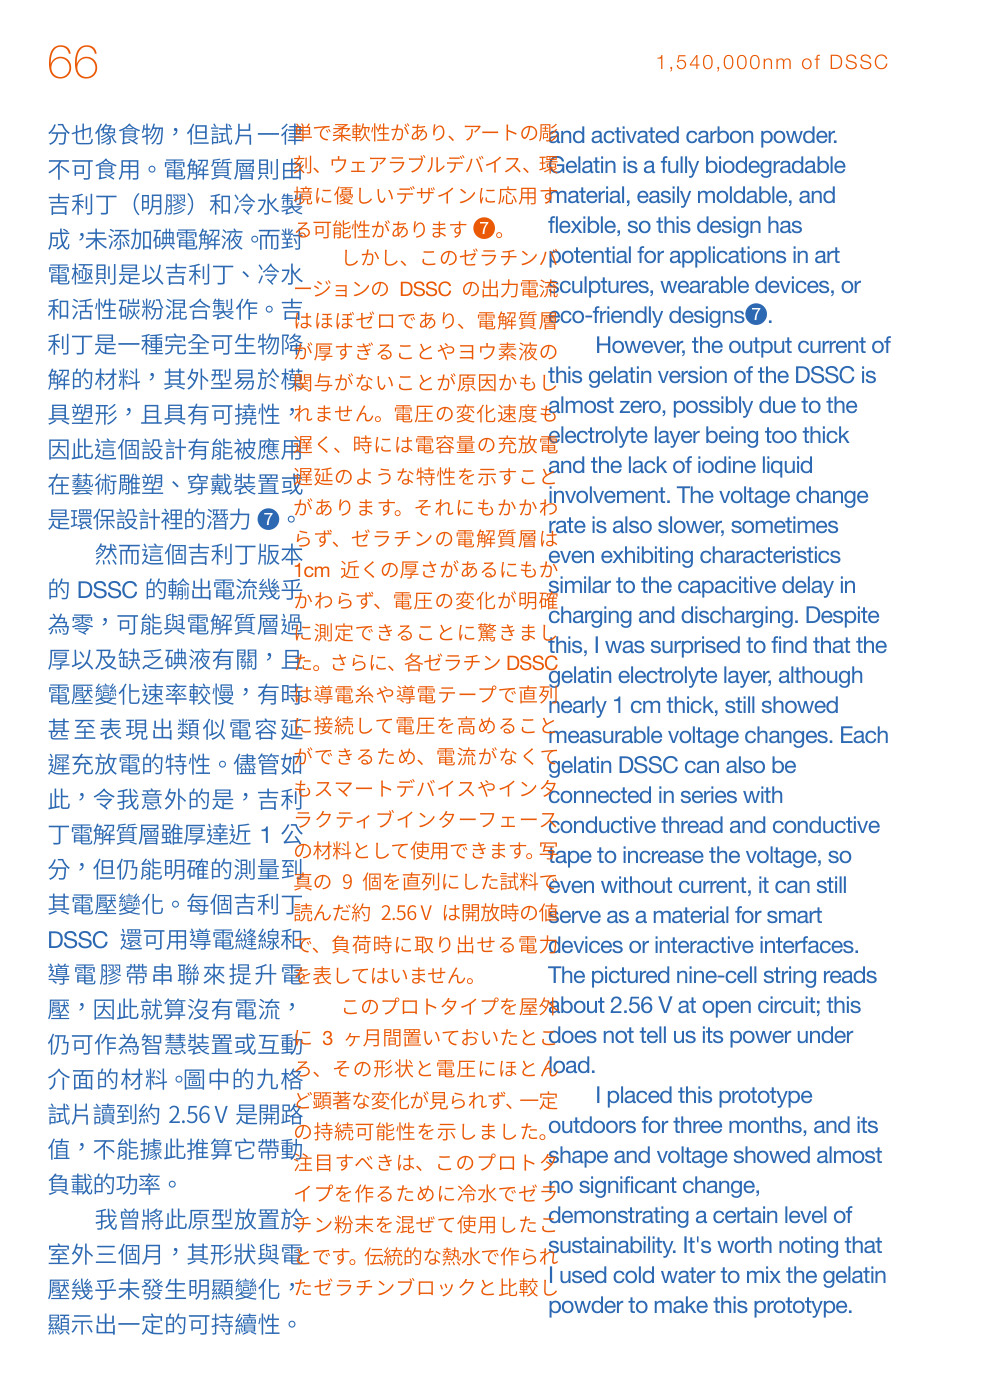 66
1,540,000nm of DSSC
分也像食物，但試片一律
不可食用。電解質層則由
吉利丁（明膠）和冷水製
成，未添加碘電解液。而對
電極則是以吉利丁、冷水
和活性碳粉混合製作。吉
利丁是一種完全可生物降
解的材料，其外型易於模
具塑形，且具有可撓性，
因此這個設計有能被應用
在藝術雕塑、穿戴裝置或
是環保設計裡的潛力 7。
然而這個吉利丁版本
的 DSSC 的輸出電流幾乎
為零，可能與電解質層過
厚以及缺乏碘液有關，且
電壓變化速率較慢，有時
甚至表現出類似電容延
遲充放電的特性。儘管如
此，令我意外的是，吉利
丁電解質層雖厚達近 1 公
分，但仍能明確的測量到
其電壓變化。每個吉利丁
DSSC 還可用導電縫線和
導電膠帶串聯來提升電
壓，因此就算沒有電流，
仍可作為智慧裝置或互動
介面的材料。圖中的九格
試片讀到約 2.56 V 是開路
值，不能據此推算它帶動
負載的功率。
我曾將此原型放置於
室外三個月，其形狀與電
壓幾乎未發生明顯變化，
顯示出一定的可持續性。
単で柔軟性があり、アートの彫
刻、ウェアラブルデバイス、環
境に優しいデザインに応用す
る可能性があります 7。
しかし、このゼラチンバ
ージョンの DSSC の出力電流
はほぼゼロであり、電解質層
が厚すぎることやヨウ素液の
関与がないことが原因かもし
れません。電圧の変化速度も
遅く、時には電容量の充放電
遅延のような特性を示すこと
があります。それにもかかわ
らず、ゼラチンの電解質層は
1cm 近くの厚さがあるにもか
かわらず、電圧の変化が明確
に測定できることに驚きまし
た。さらに、各ゼラチン DSSC
は導電糸や導電テープで直列
に接続して電圧を高めること
ができるため、電流がなくて
もスマートデバイスやインタ
ラクティブインターフェース
の材料として使用できます。写
真の 9 個を直列にした試料で
読んだ約 2.56 V は開放時の値
で、負荷時に取り出せる電力
を表してはいません。
このプロトタイプを屋外
に 3 ヶ月間置いておいたとこ
ろ、その形状と電圧にほとん
ど顕著な変化が見られず、一定
の持続可能性を示しました。
注目すべきは、このプロトタ
イプを作るために冷水でゼラ
チン粉末を混ぜて使用したこ
とです。伝統的な熱水で作られ
たゼラチンブロックと比較し
and activated carbon powder.
Gelatin is a fully biodegradable
material, easily moldable, and
flexible, so this design has
potential for applications in art
sculptures, wearable devices, or
eco-friendly designs7.
However, the output current of
this gelatin version of the DSSC is
almost zero, possibly due to the
electrolyte layer being too thick
and the lack of iodine liquid
involvement. The voltage change
rate is also slower, sometimes
even exhibiting characteristics
similar to the capacitive delay in
charging and discharging. Despite
this, I was surprised to find that the
gelatin electrolyte layer, although
nearly 1 cm thick, still showed
measurable voltage changes. Each
gelatin DSSC can also be
connected in series with
conductive thread and conductive
tape to increase the voltage, so
even without current, it can still
serve as a material for smart
devices or interactive interfaces.
The pictured nine-cell string reads
about 2.56 V at open circuit; this
does not tell us its power under
load.
I placed this prototype
outdoors for three months, and its
shape and voltage showed almost
no significant change,
demonstrating a certain level of
sustainability. It's worth noting that
I used cold water to mix the gelatin
powder to make this prototype.